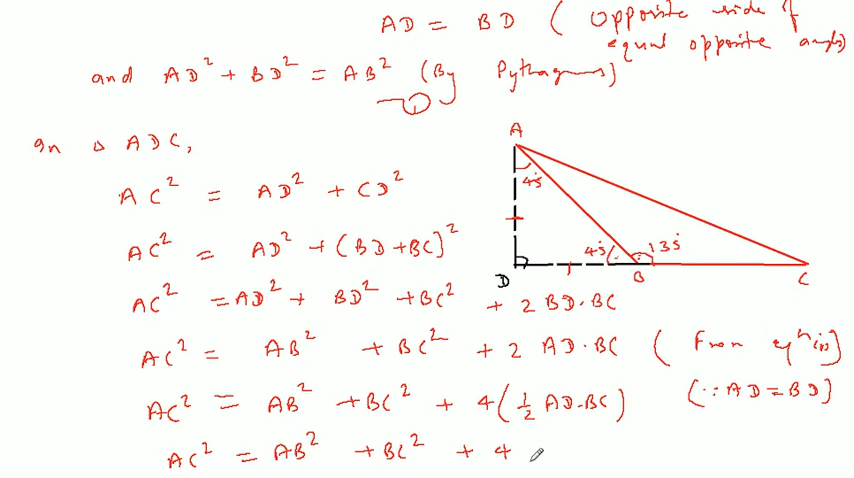 AD = BD ( Opposite side of
equal opposite angles)
and AD² + BD² = AB² (By Pythagoras)
①
In △ ADC,
AC² = AD² + CD²
AC² = AD² + (BD+BC)²
AC² = AD² + BD² + BC² + 2 BD·BC
AC² = AB² + BC² + 2 AD·BC ( From eqⁿ (i))
(∵ AD = BD)
AC² = AB² + BC² + 4(½ AD·BC)
AC² = AB² + BC² + 4
A
45°
45° 135°
D B C